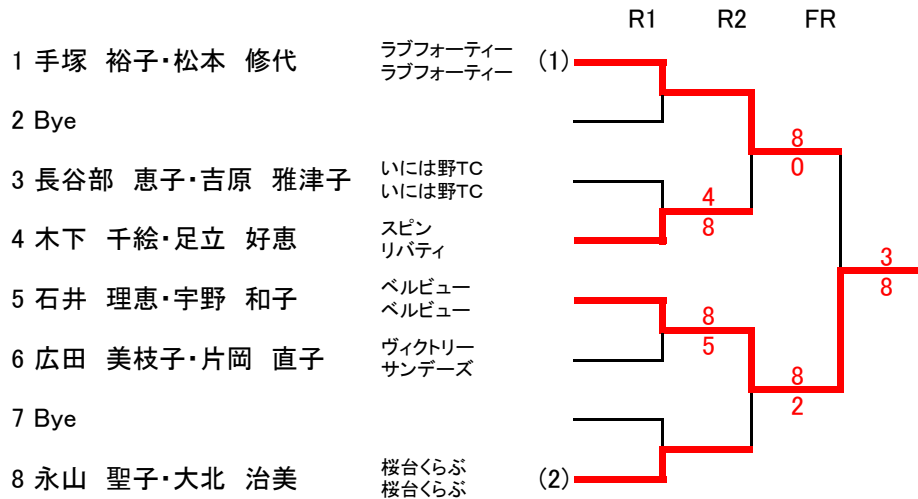 R1 R2 FR
1 手塚 裕子・松本 修代 ラブフォーティー (1)
ラブフォーティー
2 Bye
8
0
3 長谷部 恵子・吉原 雅津子 いには野TC
いには野TC
4
8
4 木下 千絵・足立 好恵 スピン
リバティ
3
8
5 石井 理恵・宇野 和子 ベルビュー
ベルビュー
8
5
6 広田 美枝子・片岡 直子 ヴィクトリー
サンデーズ
8
2
7 Bye
8 永山 聖子・大北 治美 桜台くらぶ (2)
桜台くらぶ